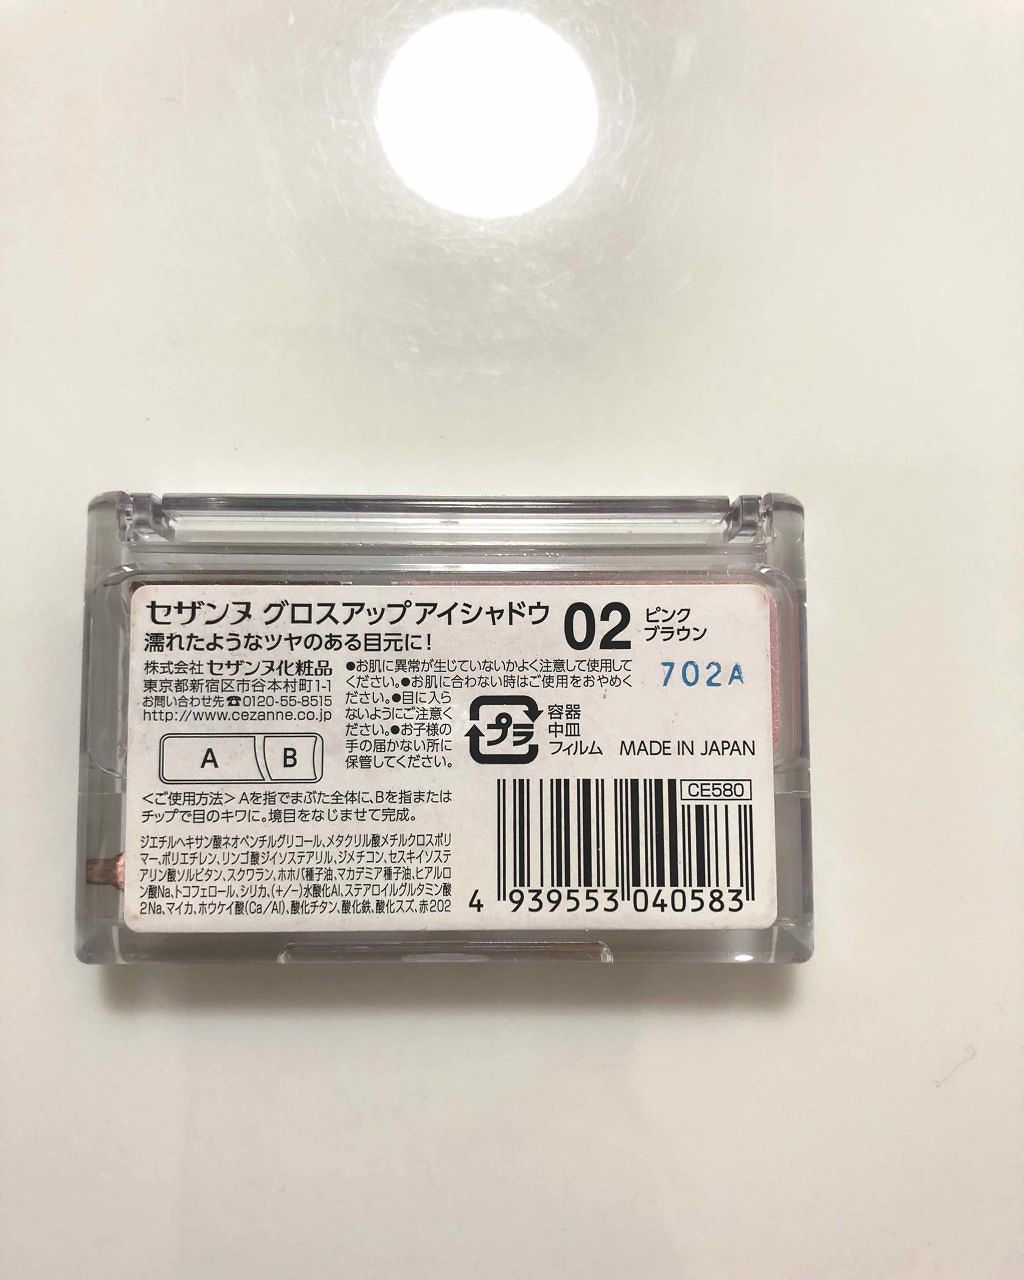 セザンヌ グロスアップアイシャドウ 02 ピンク
ブラウン
濡れたようなツヤのある目元に!
株式会社 セザンヌ化粧品
東京都新宿区市谷本村町1-1
お問い合わせ先☎0120-55-8515
http://www.cezanne.co.jp
A B
●お肌に異常が生じていないかよく注意して使用して
ください。●お肌に合わない時はご使用をおやめく
ださい。●目に入ら
ないようにご注意く
ださい。●お子様の
手の届かない所に
保管してください。
702A
プラ
容器
中皿
フィルム MADE IN JAPAN
<ご使用方法>Aを指でまぶた全体に、Bを指または
チップで目のキワに。境目をなじませて完成。
ジエチルヘキサン酸ネオペンチルグリコール、メタクリル酸メチルクロスポリ
マー、ポリエチレン、リンゴ酸ジイソステアリル、ジメチコン、セスキイソステ
アリン酸ソルビタン、スクワラン、ホホバ種子油、マカデミア種子油、ヒアルロ
ン酸Na、トコフェロール、シリカ、(+/−)水酸化Al、ステアロイルグルタミン酸
2Na、マイカ、ホウケイ酸(Ca/Al)、酸化チタン、酸化鉄、酸化スズ、赤202
CE580
4 939553 040583